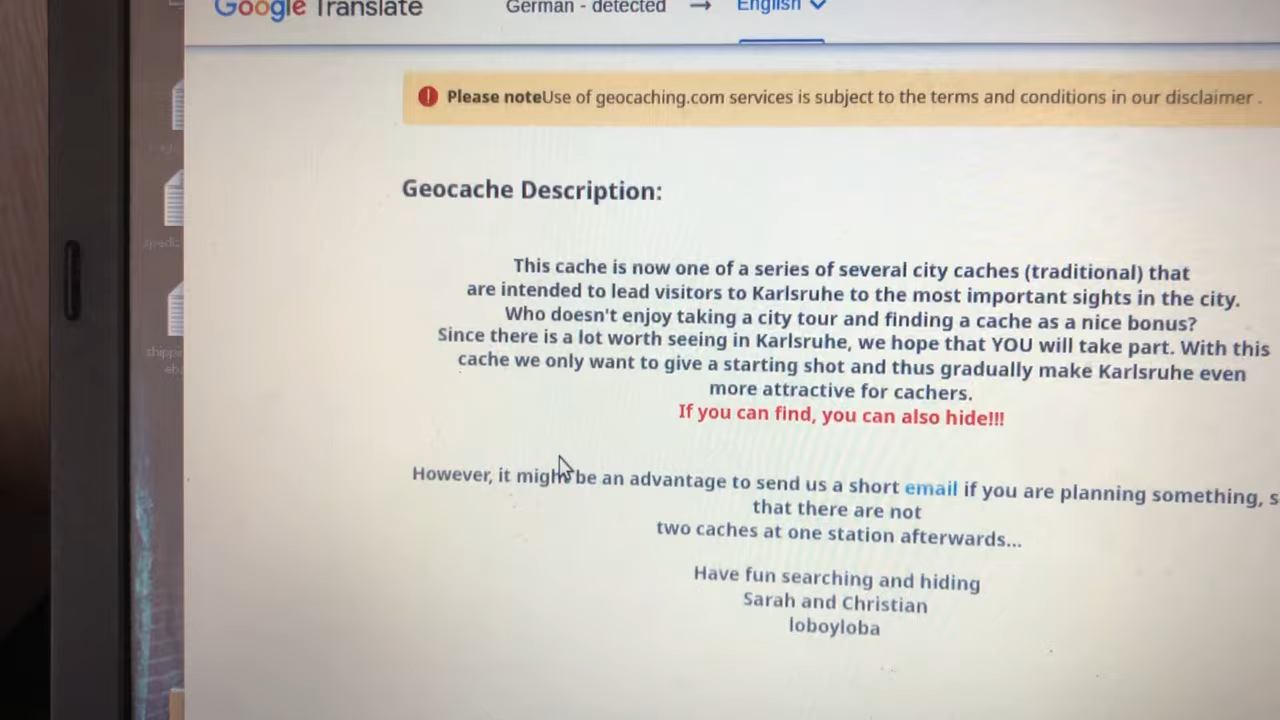 Google Translate
German - detected → English
Please noteUse of geocaching.com services is subject to the terms and conditions in our disclaimer .
Geocache Description:
This cache is now one of a series of several city caches (traditional) that
are intended to lead visitors to Karlsruhe to the most important sights in the city.
Who doesn't enjoy taking a city tour and finding a cache as a nice bonus?
Since there is a lot worth seeing in Karlsruhe, we hope that YOU will take part. With this
cache we only want to give a starting shot and thus gradually make Karlsruhe even
more attractive for cachers.
If you can find, you can also hide!!!
However, it might be an advantage to send us a short email if you are planning something, s
that there are not
two caches at one station afterwards...
Have fun searching and hiding
Sarah and Christian
loboyloba